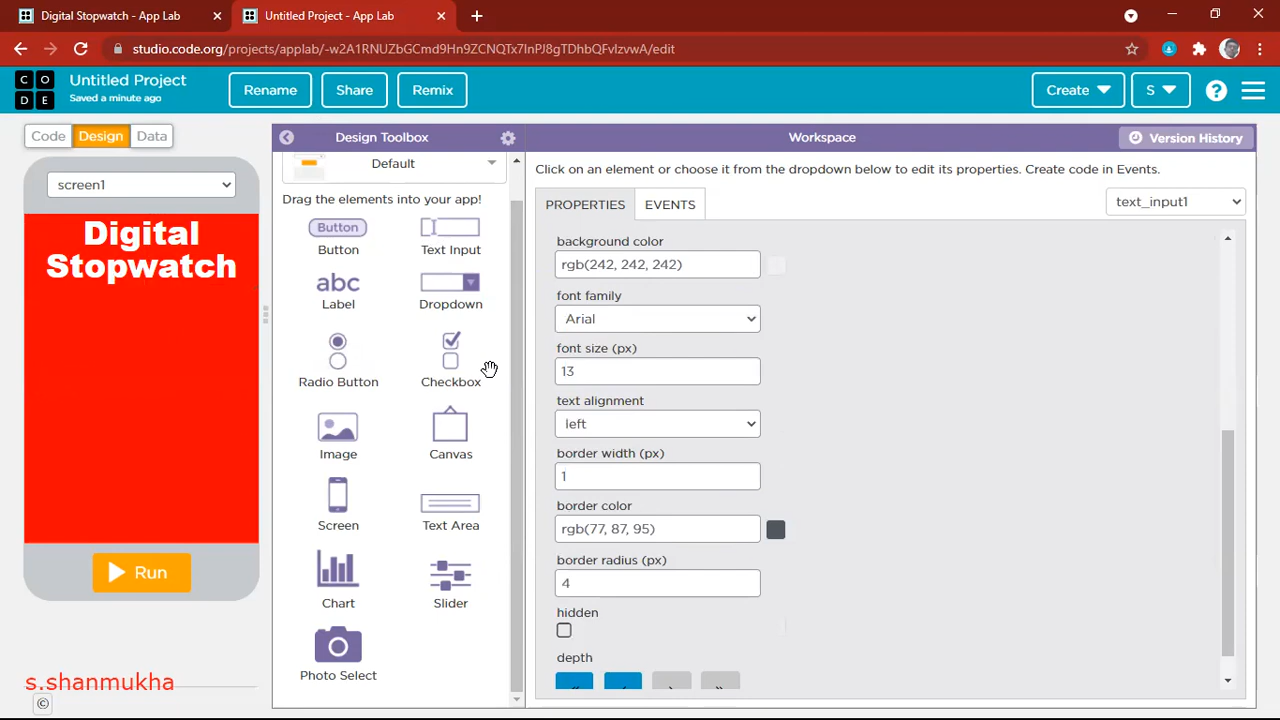 Digital Stopwatch - App Lab
Untitled Project - App Lab
studio.code.org/projects/applab/-w2A1RNUZbGCmd9Hn9ZCNQTx7lnPJ8gTDhbQFvIzvwA/edit
CODE
Untitled Project
Saved a minute ago
Rename
Share
Remix
Create
S
?
Code
Design
Data
Design Toolbox
Workspace
Version History
screen1
Digital
Stopwatch
Run
Default
Drag the elements into your app!
Button
Button
Text Input
abc
Label
Dropdown
Radio Button
Checkbox
Image
Canvas
Screen
Text Area
Chart
Slider
Photo Select
Click on an element or choose it from the dropdown below to edit its properties. Create code in Events.
PROPERTIES
EVENTS
text_input1
background color
rgb(242, 242, 242)
font family
Arial
font size (px)
13
text alignment
left
border width (px)
1
border color
rgb(77, 87, 95)
border radius (px)
4
hidden
depth
s.shanmukha
©